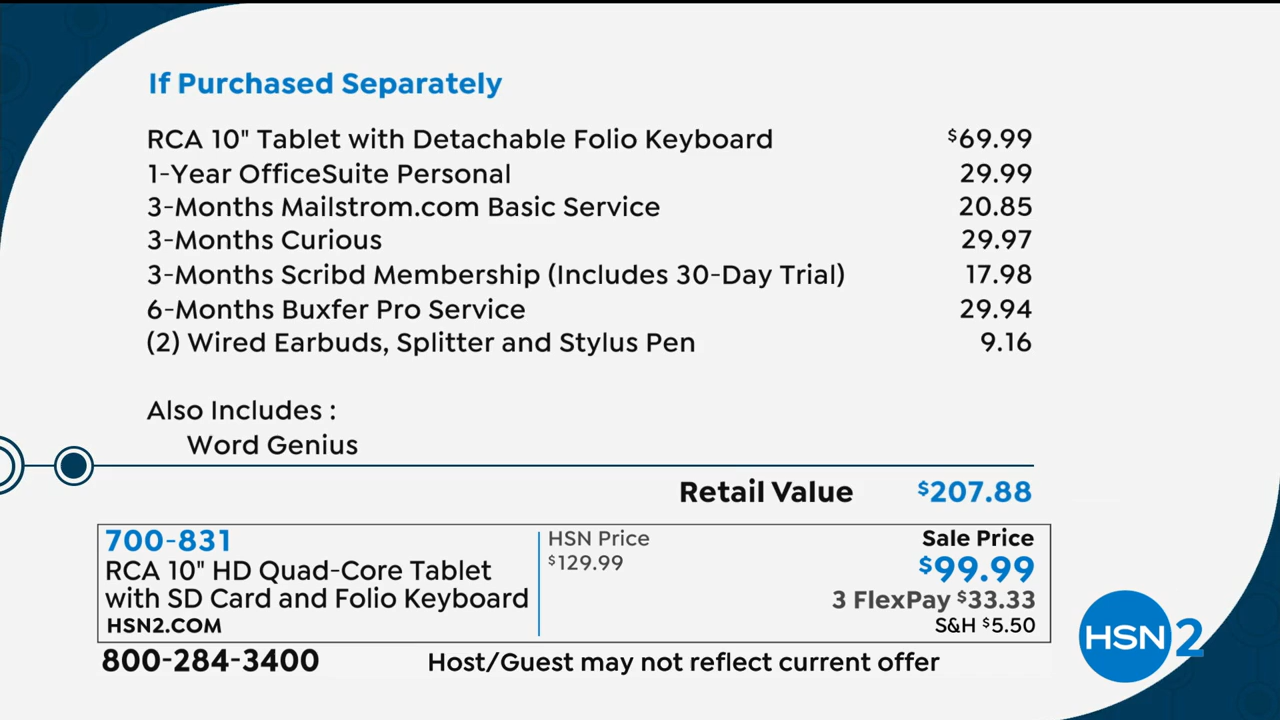 If Purchased Separately
RCA 10" Tablet with Detachable Folio Keyboard $69.99
1-Year OfficeSuite Personal 29.99
3-Months Mailstrom.com Basic Service 20.85
3-Months Curious 29.97
3-Months Scribd Membership (Includes 30-Day Trial) 17.98
6-Months Buxfer Pro Service 29.94
(2) Wired Earbuds, Splitter and Stylus Pen 9.16
Also Includes :
Word Genius
Retail Value $207.88
700-831
RCA 10" HD Quad-Core Tablet
with SD Card and Folio Keyboard
HSN2.COM
HSN Price
$129.99
Sale Price
$99.99
3 FlexPay $33.33
S&H $5.50
800-284-3400
Host/Guest may not reflect current offer
HSN2